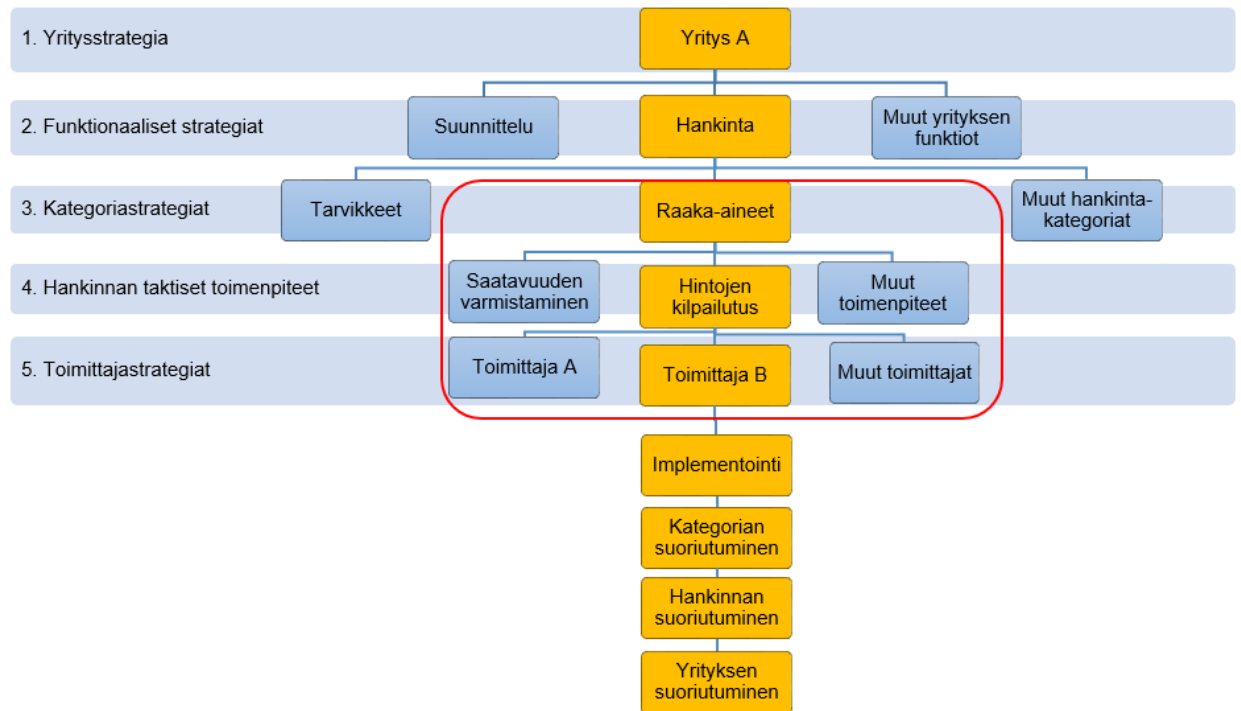 1. Yritysstrategia
Yritys A
2. Funktionaaliset strategiat
Suunnittelu
Hankinta
Muut yrityksen
funktiot
3. Kategoriastrategiat
Tarvikkeet
Raaka-aineet
Muut hankinta-
kategoriat
4. Hankinnan taktiset toimenpiteet
Saatavuuden
varmistaminen
Hintojen
kilpailutus
Muut
toimenpiteet
5. Toimittajastrategiat
Toimittaja A
Toimittaja B
Muut toimittajat
Implementointi
Kategorian
suoriutuminen
Hankinnan
suoriutuminen
Yrityksen
suoriutuminen